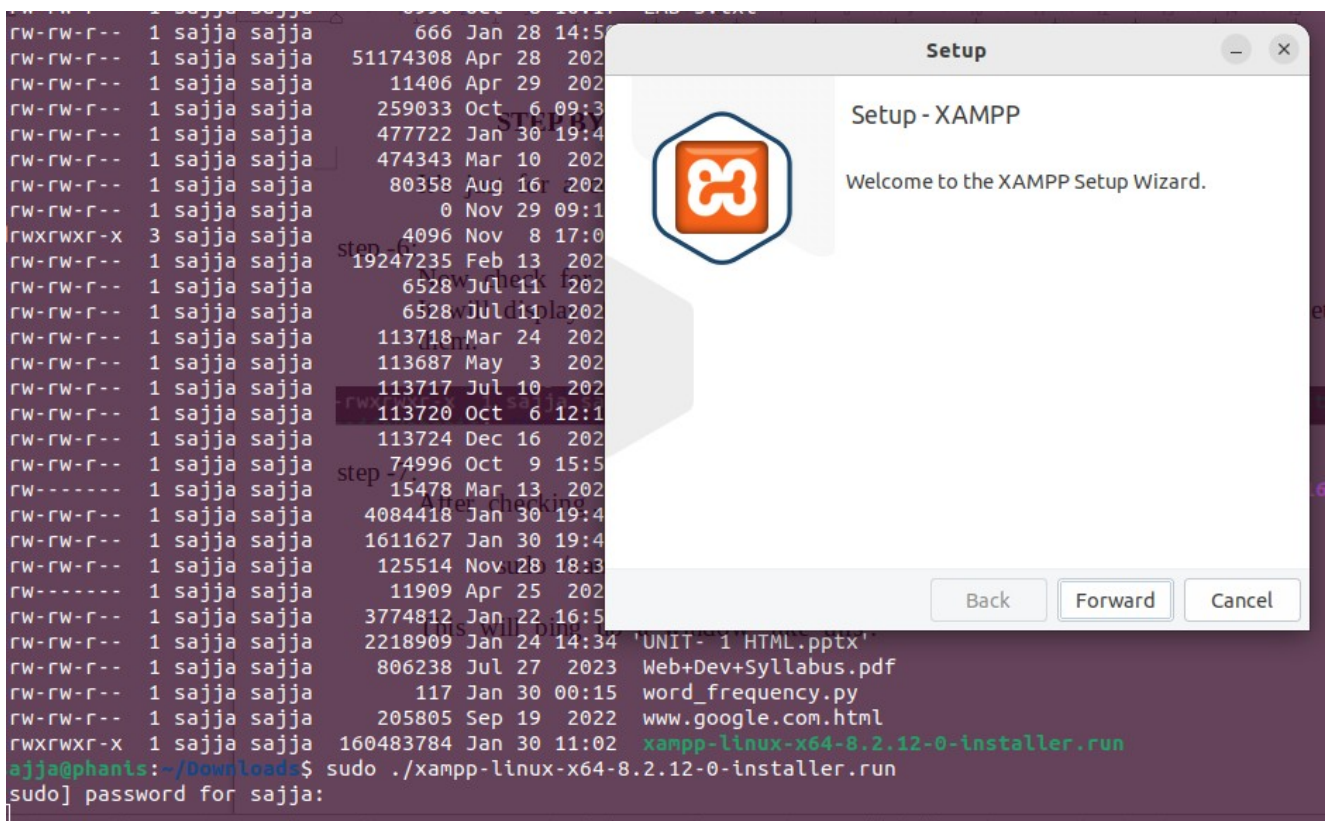 rw-rw-r-- 1 sajja sajja 666 Jan 28 14:5
rw-rw-r-- 1 sajja sajja 51174308 Apr 28 202
rw-rw-r-- 1 sajja sajja 11406 Apr 29 202
rw-rw-r-- 1 sajja sajja 259033 Oct 6 09:3
rw-rw-r-- 1 sajja sajja 477722 Jan 30 19:4
rw-rw-r-- 1 sajja sajja 474343 Mar 10 202
rw-rw-r-- 1 sajja sajja 80358 Aug 16 202
rw-rw-r-- 1 sajja sajja 0 Nov 29 09:1
rwxrwxr-x 3 sajja sajja 4096 Nov 8 17:0
rw-rw-r-- 1 sajja sajja 19247235 Feb 13 202
rw-rw-r-- 1 sajja sajja 6528 Jul 11 202
rw-rw-r-- 1 sajja sajja 6528 Jul 11 202
rw-rw-r-- 1 sajja sajja 113718 Mar 24 202
rw-rw-r-- 1 sajja sajja 113687 May 3 202
rw-rw-r-- 1 sajja sajja 113717 Jul 10 202
rw-rw-r-- 1 sajja sajja 113720 Oct 6 12:1
rw-rw-r-- 1 sajja sajja 113724 Dec 16 202
rw-rw-r-- 1 sajja sajja 74996 Oct 9 15:5
rw------- 1 sajja sajja 15478 Mar 13 202
rw-rw-r-- 1 sajja sajja 4084418 Jan 30 19:4
rw-rw-r-- 1 sajja sajja 1611627 Jan 30 19:4
rw-rw-r-- 1 sajja sajja 125514 Nov 28 18:3
rw------- 1 sajja sajja 11909 Apr 25 202
rw-rw-r-- 1 sajja sajja 3774812 Jan 22 16:5
rw-rw-r-- 1 sajja sajja 2218909 Jan 24 14:34 'UNIT- 1 HTML.pptx'
rw-rw-r-- 1 sajja sajja 806238 Jul 27 2023 Web+Dev+Syllabus.pdf
rw-rw-r-- 1 sajja sajja 117 Jan 30 00:15 word_frequency.py
rw-rw-r-- 1 sajja sajja 205805 Sep 19 2022 www.google.com.html
rwxrwxr-x 1 sajja sajja 160483784 Jan 30 11:02 xampp-linux-x64-8.2.12-0-installer.run
ajja@phanis:~/Downloads$ sudo ./xampp-linux-x64-8.2.12-0-installer.run
sudo] password for sajja:
Setup
Setup - XAMPP
Welcome to the XAMPP Setup Wizard.
Back Forward Cancel
STEP BY
step -6:
Now check for
them.
step -7:
After checking